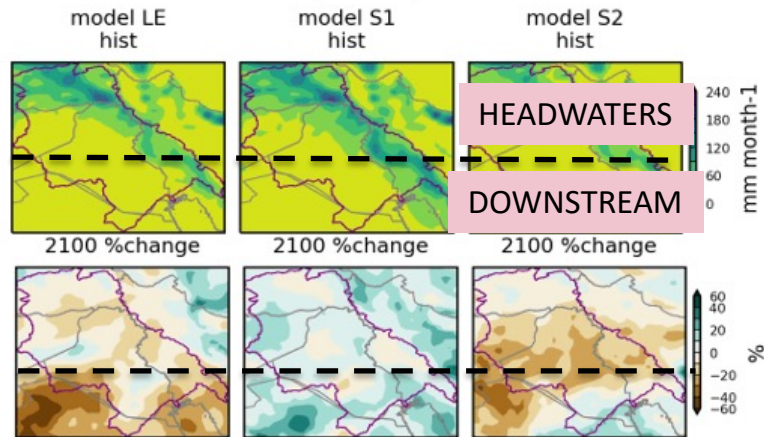 model LE
hist
model S1
hist
model S2
hist
HEADWATERS
DOWNSTREAM
240
180
120
60
0
mm month-1
2100 %change
2100 %change
2100 %change
60
40
20
0
−20
−40
−60
%